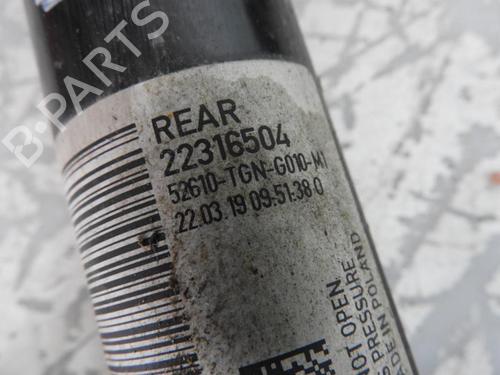 B-PARTS
REAR
22316504
52610-TGN-G010-M1
22.03.19 09:51:38 0
NOT OPEN
PRESSURE
MADE IN POLAND